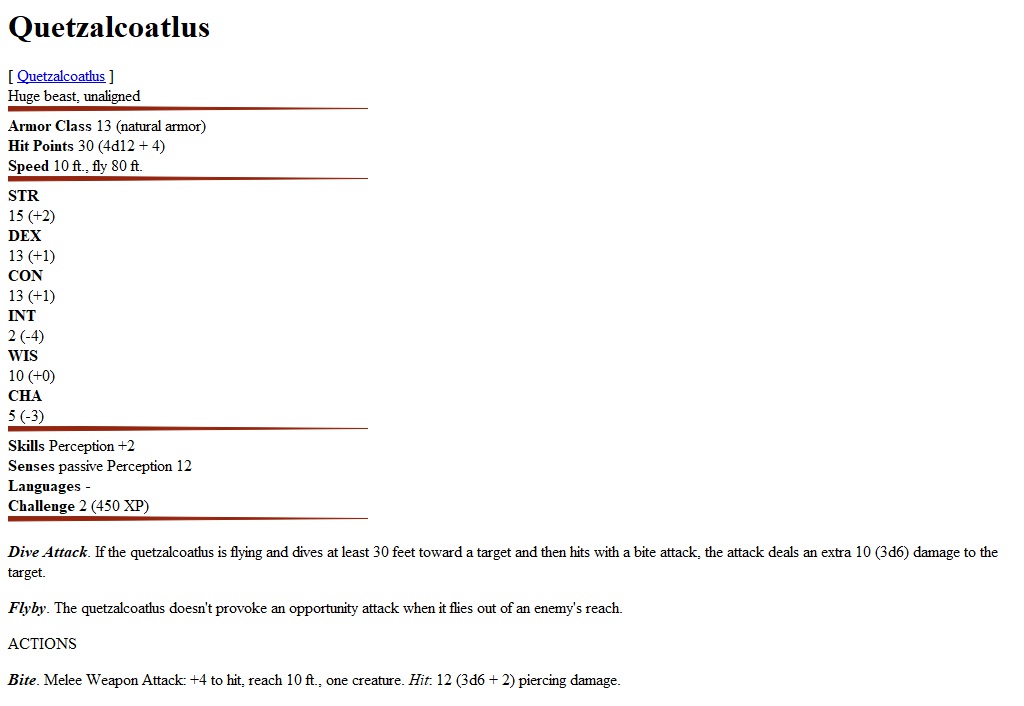 Quetzalcoatlus
[ Quetzalcoatlus ]
Huge beast, unaligned
Armor Class 13 (natural armor)
Hit Points 30 (4d12 + 4)
Speed 10 ft., fly 80 ft.
STR
15 (+2)
DEX
13 (+1)
CON
13 (+1)
INT
2 (-4)
WIS
10 (+0)
CHA
5 (-3)
Skills Perception +2
Senses passive Perception 12
Languages -
Challenge 2 (450 XP)
Dive Attack. If the quetzalcoatlus is flying and dives at least 30 feet toward a target and then hits with a bite attack, the attack deals an extra 10 (3d6) damage to the
target.
Flyby. The quetzalcoatlus doesn't provoke an opportunity attack when it flies out of an enemy's reach.
ACTIONS
Bite. Melee Weapon Attack: +4 to hit, reach 10 ft., one creature. Hit: 12 (3d6 + 2) piercing damage.